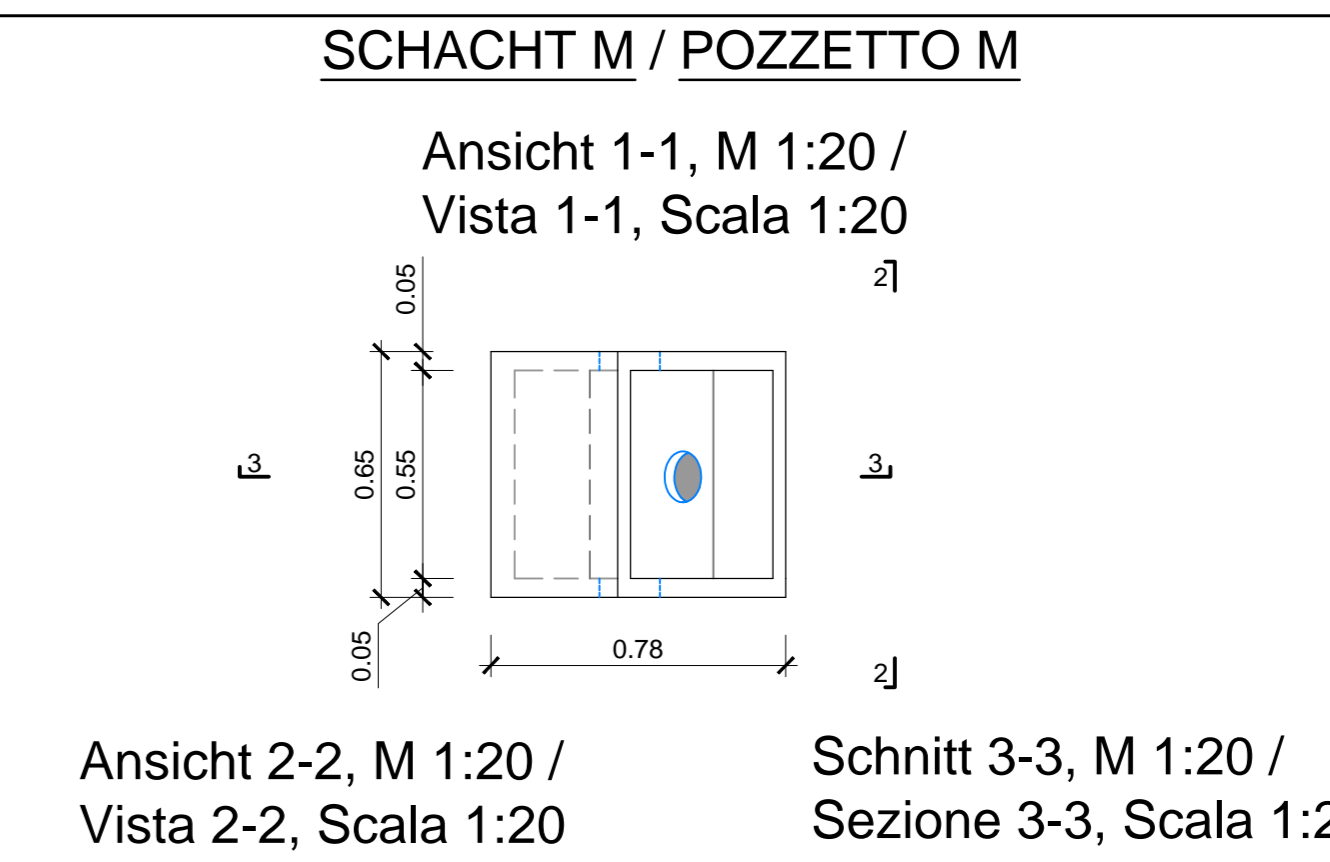 SCHACHT M / POZZETTO M
Ansicht 1-1, M 1:20 /
Vista 1-1, Scala 1:20
0.05
2
3
0.65
0.55
3
0.05
0.78
2
Ansicht 2-2, M 1:20 /
Vista 2-2, Scala 1:20
Schnitt 3-3, M 1:20 /
Sezione 3-3, Scala 1:2